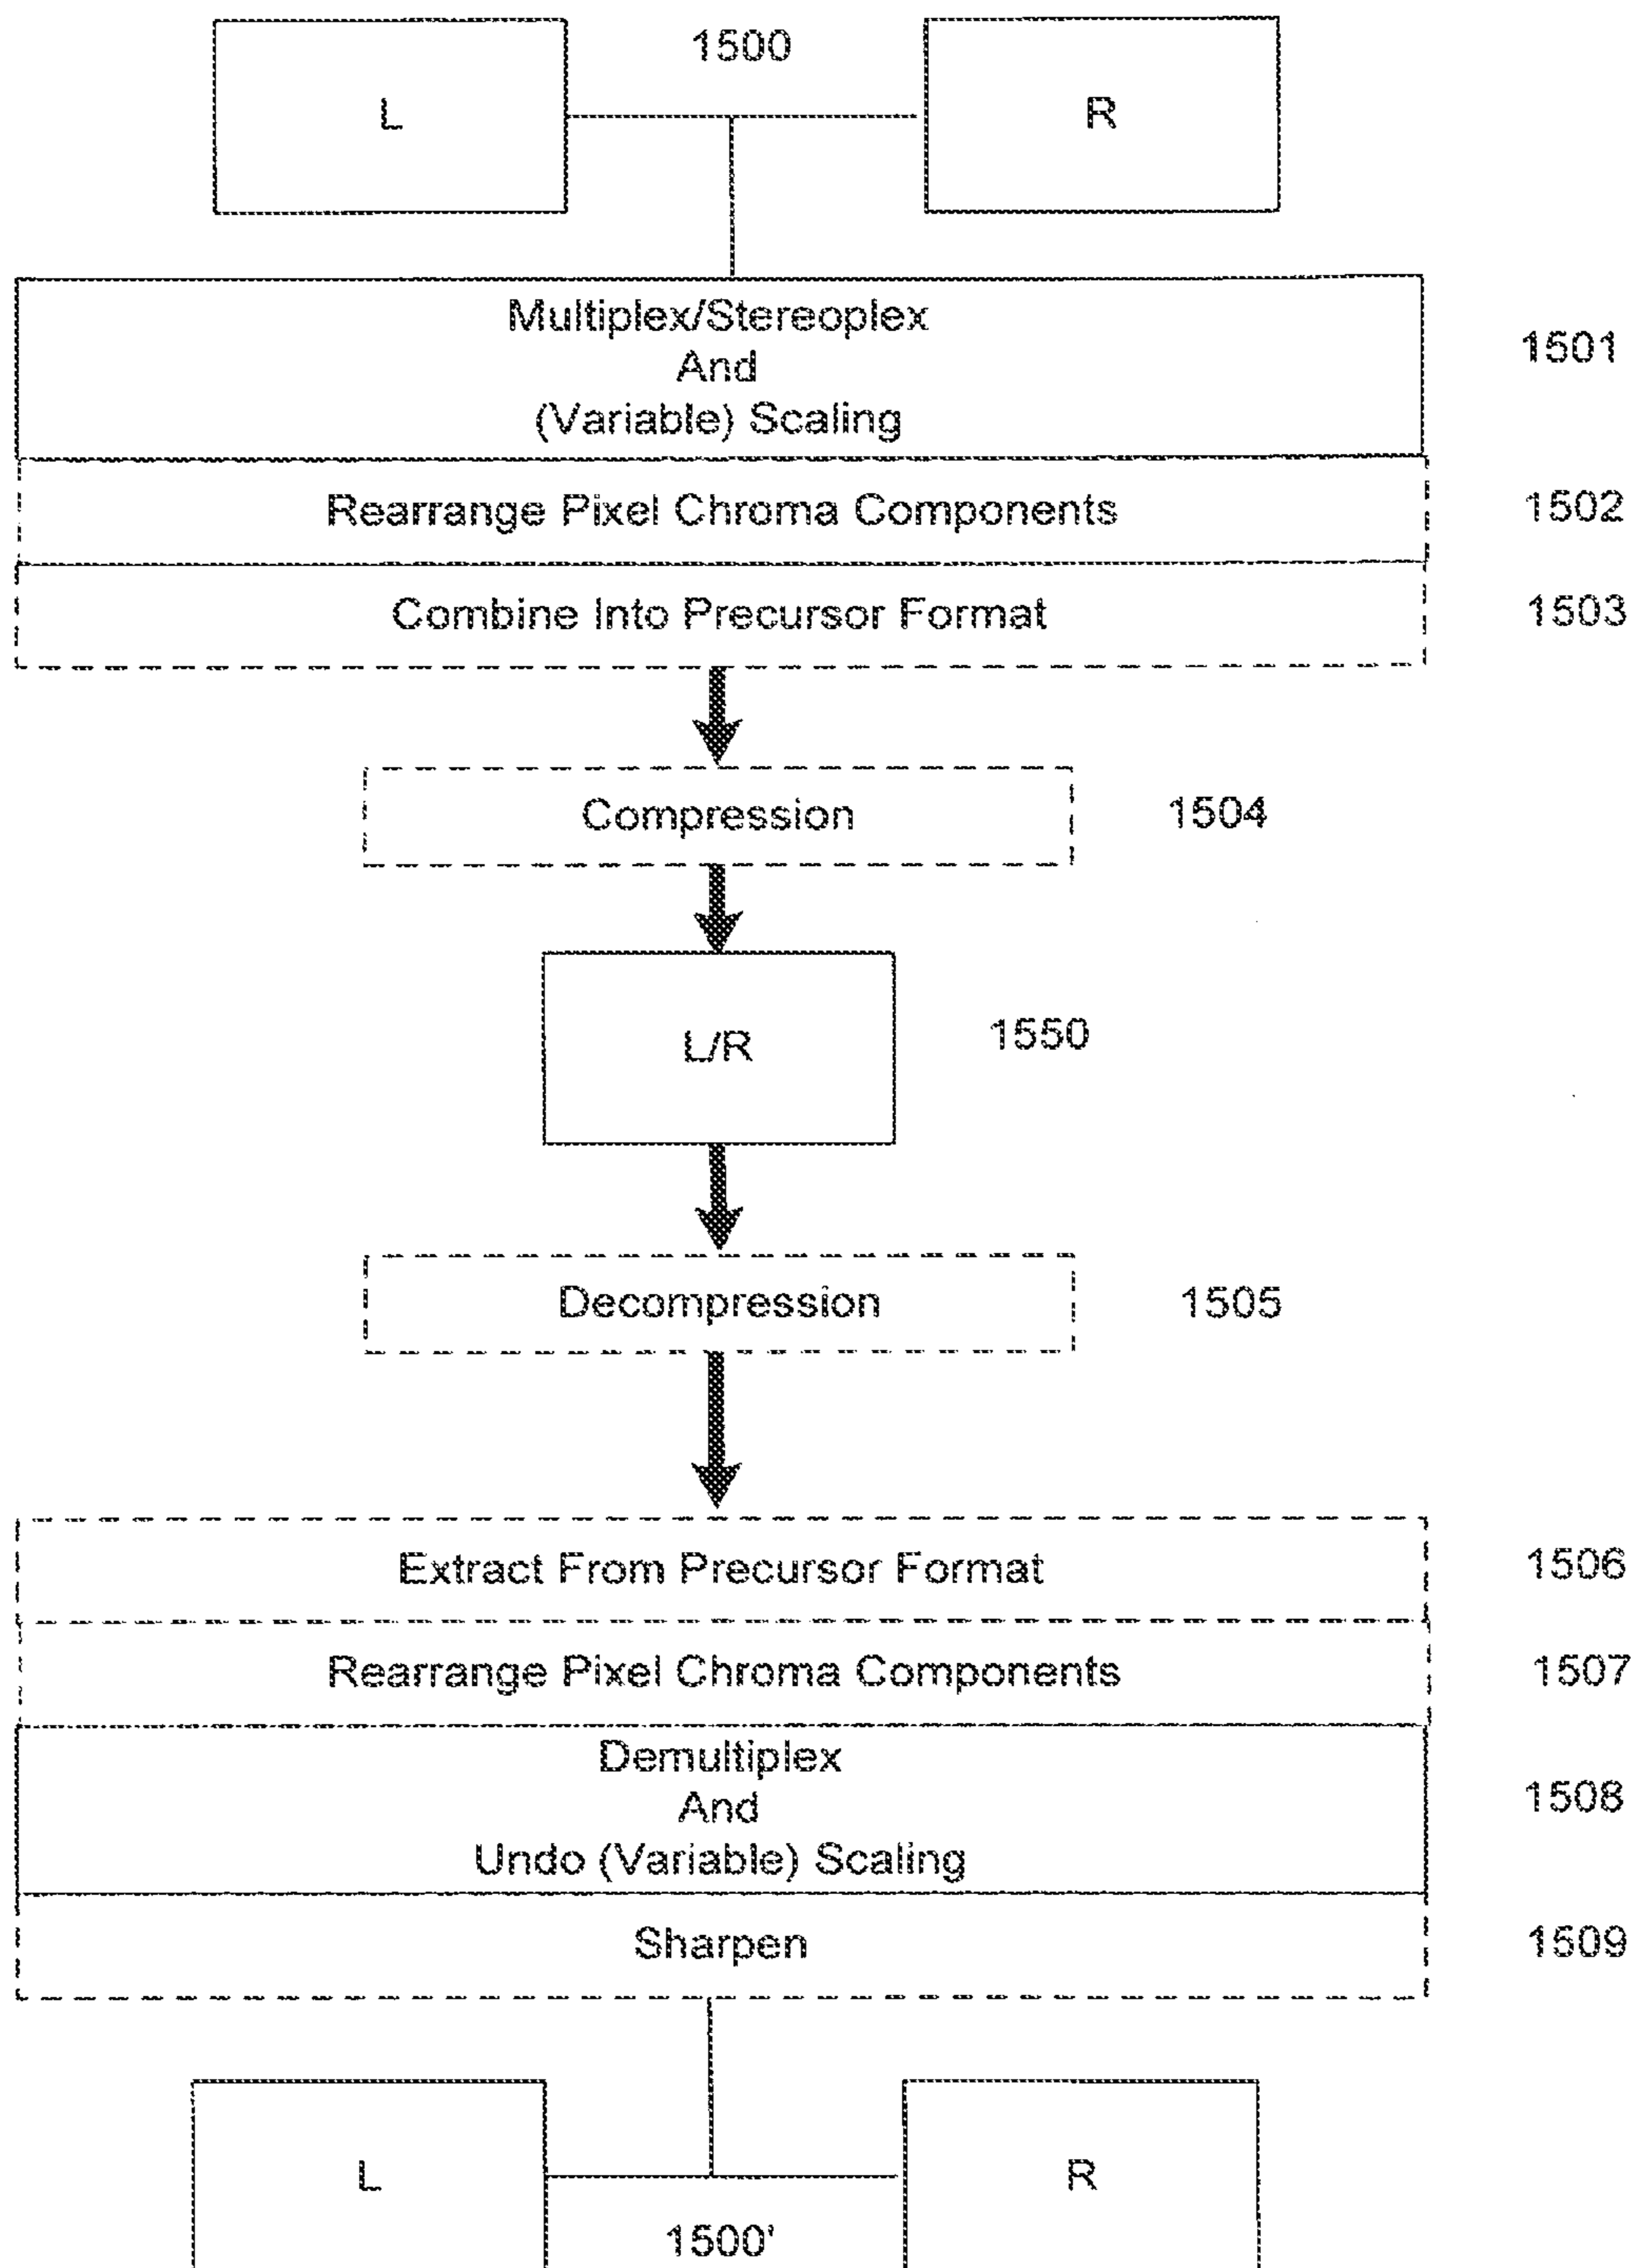 L
1500
R
Multiplex/Stereoplex
And
(Variable) Scaling
1501
Rearrange Pixel Chroma Components
1502
Combine Into Precursor Format
1503
Compression
1504
L/R
1550
Decompression
1505
Extract From Precursor Format
1506
Rearrange Pixel Chroma Components
1507
Demultiplex
And
Undo (Variable) Scaling
1508
Sharpen
1509
L
R
1500'